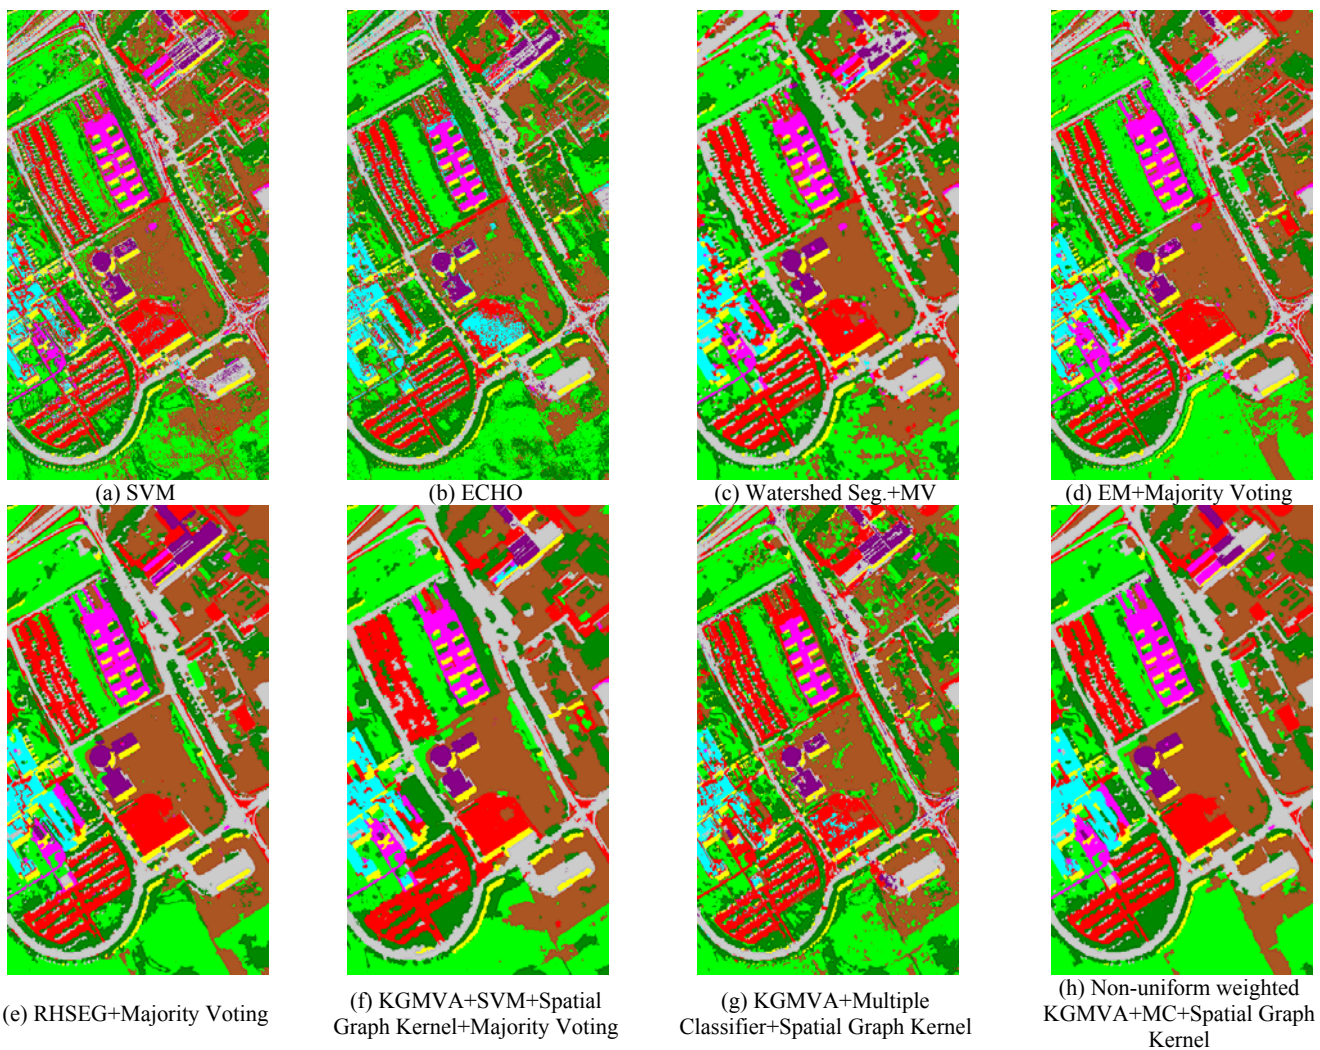 (a) SVM
(b) ECHO
(c) Watershed Seg.+MV
(d) EM+Majority Voting
(e) RHSEG+Majority Voting
(f) KGMVA+SVM+Spatial
Graph Kernel+Majority Voting
(g) KGMVA+Multiple
Classifier+Spatial Graph Kernel
(h) Non-uniform weighted
KGMVA+MC+Spatial Graph
Kernel